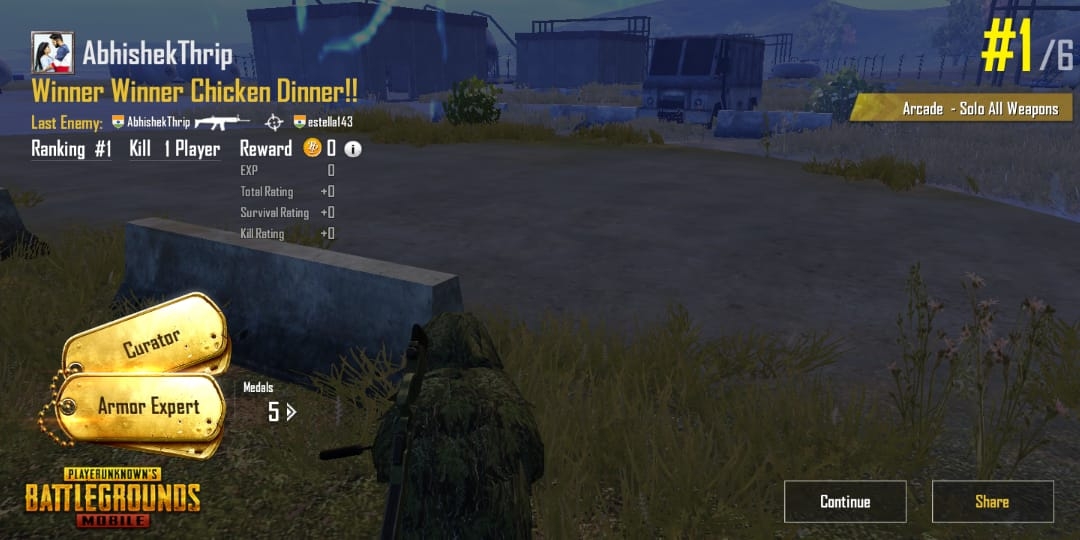 AbhishekThrip
Winner Winner Chicken Dinner!!
Last Enemy: AbhishekThrip estella143
Ranking #1 Kill 1 Player Reward 0 i
EXP 0
Total Rating +0
Survival Rating +0
Kill Rating +0
#1/6
Arcade - Solo All Weapons
Curator
Armor Expert
Medals
5
PLAYERUNKNOWN'S
BATTLEGROUNDS
MOBILE
Continue
Share